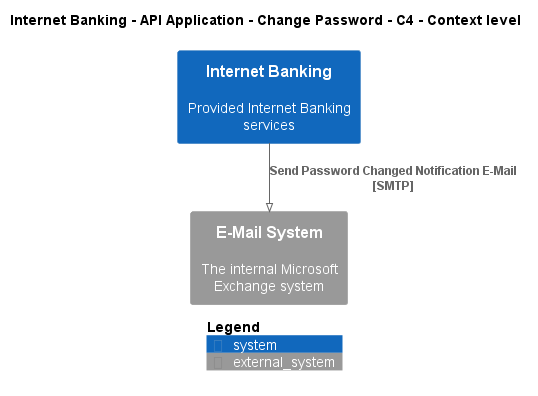 Internet Banking - API Application - Change Password - C4 - Context level
Internet Banking
Provided Internet Banking
services
Send Password Changed Notification E-Mail
[SMTP]
E-Mail System
The internal Microsoft
Exchange system
Legend
system
external_system